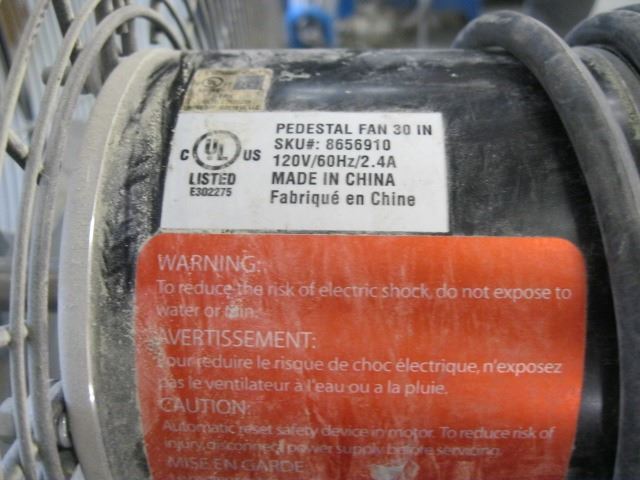 PEDESTAL FAN 30 IN
SKU#: 8656910
C UL US 120V/60Hz/2.4A
LISTED MADE IN CHINA
E302275 Fabriqué en Chine
WARNING:
To reduce the risk of electric shock, do not expose to
water or rain.
AVERTISSEMENT:
Pour réduire le risque de choc électrique, n'exposez
pas le ventilateur à l'eau ou a la pluie.
CAUTION:
Automatic reset safety device in motor. To reduce risk of
injury, disconnect power supply before servicing.
MISE EN GARDE